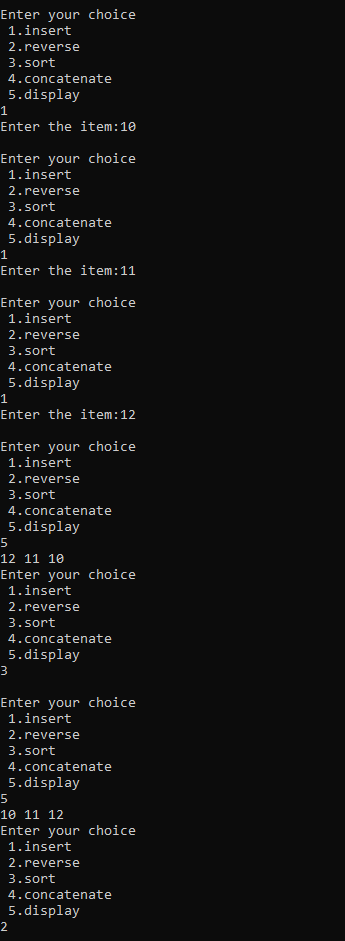 Enter your choice
 1.insert
 2.reverse
 3.sort
 4.concatenate
 5.display
1
Enter the item:10

Enter your choice
 1.insert
 2.reverse
 3.sort
 4.concatenate
 5.display
1
Enter the item:11

Enter your choice
 1.insert
 2.reverse
 3.sort
 4.concatenate
 5.display
1
Enter the item:12

Enter your choice
 1.insert
 2.reverse
 3.sort
 4.concatenate
 5.display
5
12 11 10
Enter your choice
 1.insert
 2.reverse
 3.sort
 4.concatenate
 5.display
3

Enter your choice
 1.insert
 2.reverse
 3.sort
 4.concatenate
 5.display
5
10 11 12
Enter your choice
 1.insert
 2.reverse
 3.sort
 4.concatenate
 5.display
2